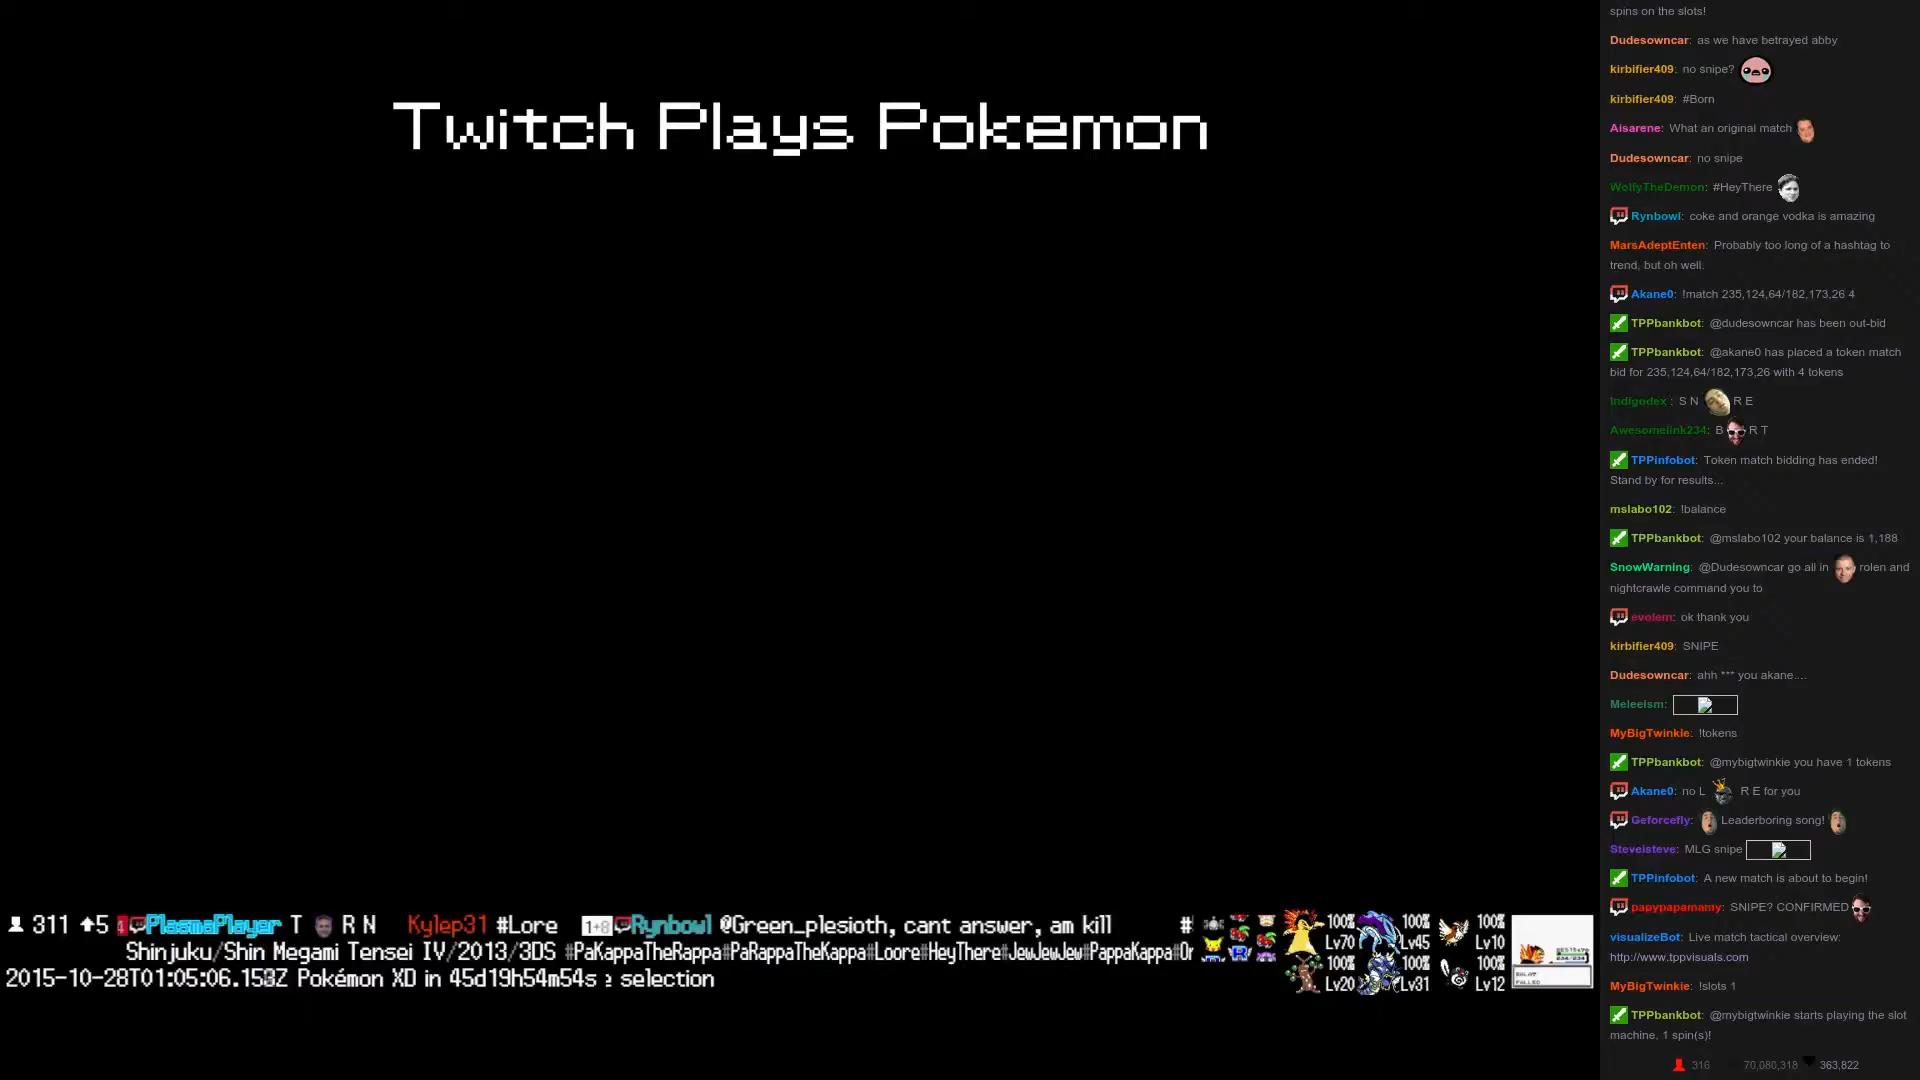 Twitch Plays Pokemon
311 5 PlasmaPlayer T R N Kylep31 #Lore 1+8 Rynbowl @Green_plesioth, cant answer, am kill #
Shinjuku/Shin Megami Tensei IV/2013/3DS #PaKappaTheRappa#PaRappaTheKappa#Loore#HeyThere#JewJewJew#PappaKappa#Or
2015-10-28T01:05:06.158Z Pokémon XD in 45d19h54m54s e selection
100% 100% 100%
Lv70 Lv45 Lv10
100% 100% 100%
Lv20 Lv31 Lv12
spins on the slots!
Dudesowncar: as we have betrayed abby
kirbifier409: no snipe?
kirbifier409: #Born
Aisarene: What an original match
Dudesowncar: no snipe
WolfyTheDemon: #HeyThere
Rynbowl: coke and orange vodka is amazing
MarsAdeptEnten: Probably too long of a hashtag to
trend, but oh well.
Akane0: !match 235,124,64/182,173,26 4
TPPbankbot: @dudesowncar has been out-bid
TPPbankbot: @akane0 has placed a token match
bid for 235,124,64/182,173,26 with 4 tokens
Indigodex : S N R E
Awesomelink234: B R T
TPPinfobot: Token match bidding has ended!
Stand by for results...
mslabo102: !balance
TPPbankbot: @mslabo102 your balance is 1,188
SnowWarning: @Dudesowncar go all in rolen and
nightcrawle command you to
evolem: ok thank you
kirbifier409: SNIPE
Dudesowncar: ahh *** you akane....
Meleeism:
MyBigTwinkie: !tokens
TPPbankbot: @mybigtwinkie you have 1 tokens
Akane0: no L R E for you
Geforcefly: Leaderboring song!
Steveisteve: MLG snipe
TPPinfobot: A new match is about to begin!
papypapamamy: SNIPE? CONFIRMED
visualizeBot: Live match tactical overview:
http://www.tppvisuals.com
MyBigTwinkie: !slots 1
TPPbankbot: @mybigtwinkie starts playing the slot
machine, 1 spin(s)!
316 70,080,318 363,822